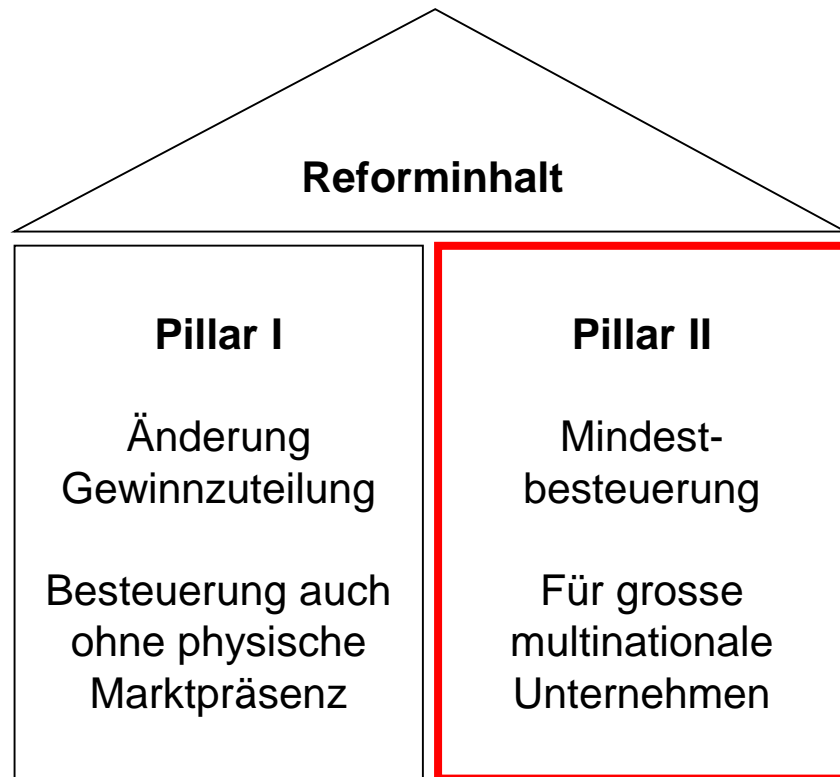 Reforminhalt
Pillar I
Änderung
Gewinnzuteilung
Besteuerung auch
ohne physische
Marktpräsenz
Pillar II
Mindest-
besteuerung
Für grosse
multinationale
Unternehmen